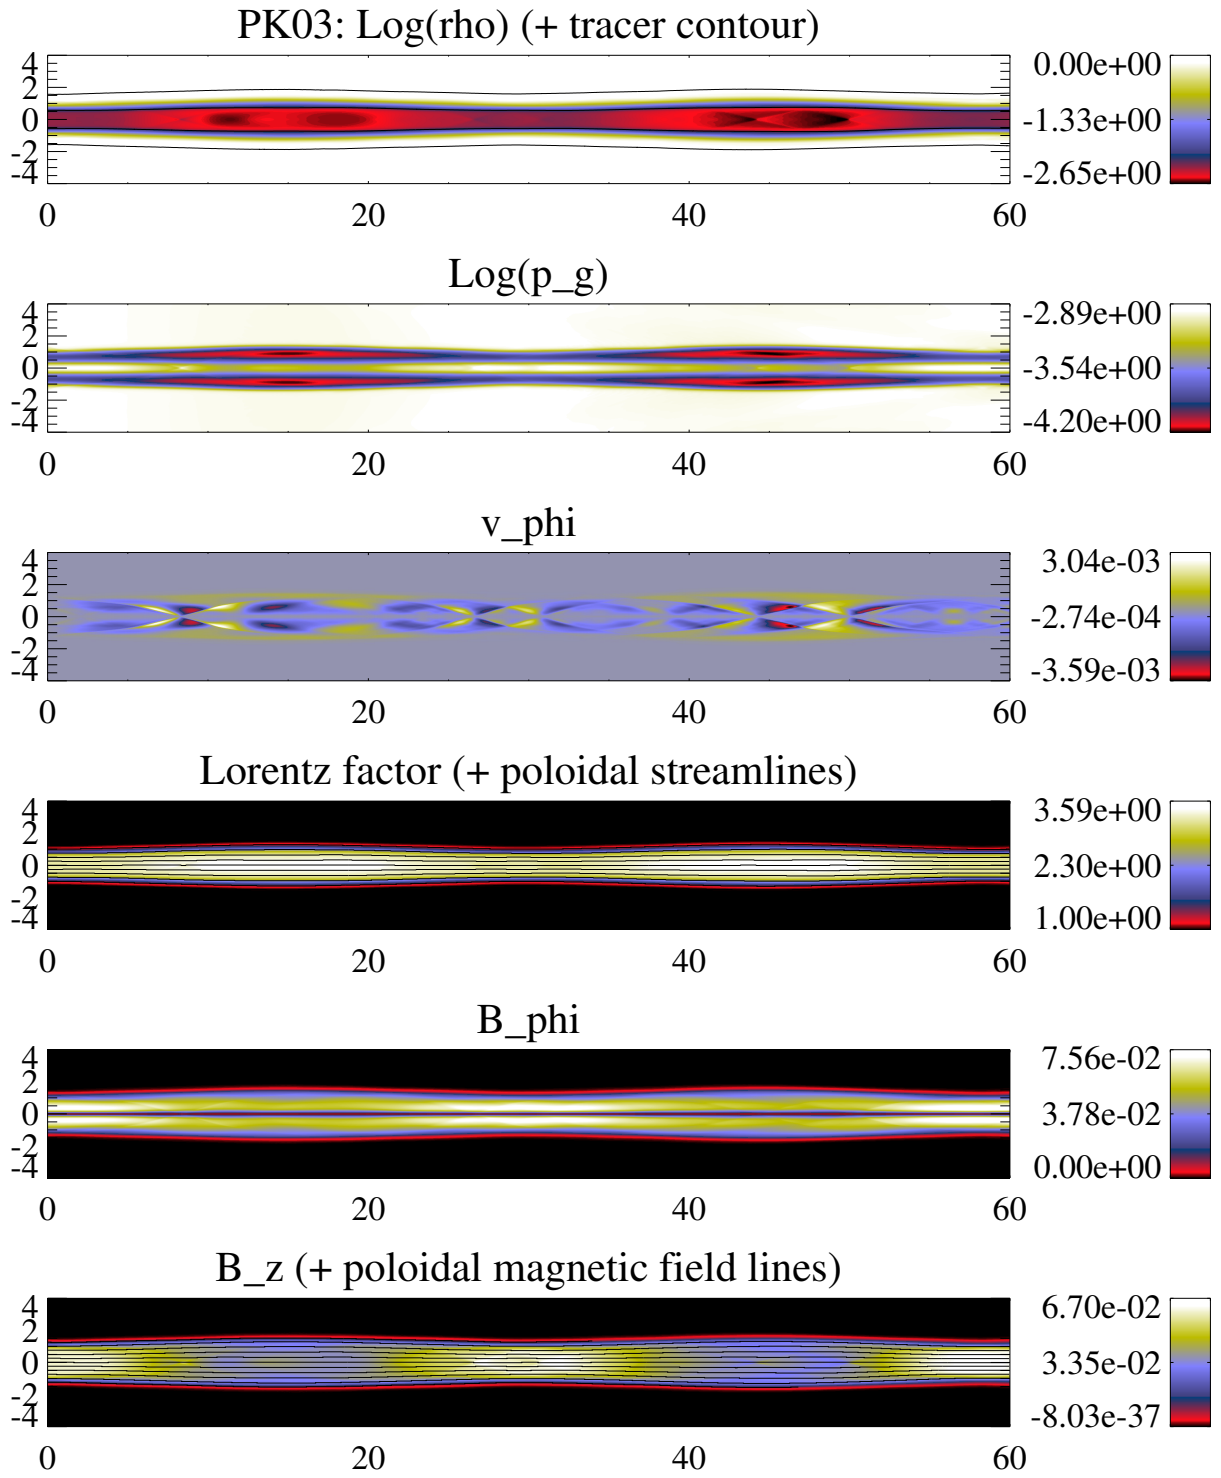 PK03: Log(rho) (+ tracer contour)
4
2
0
-2
-4
0 20 40 60
0.00e+00
-1.33e+00
-2.65e+00
Log(p_g)
4
2
0
-2
-4
0 20 40 60
-2.89e+00
-3.54e+00
-4.20e+00
v_phi
4
2
0
-2
-4
0 20 40 60
3.04e-03
-2.74e-04
-3.59e-03
Lorentz factor (+ poloidal streamlines)
4
2
0
-2
-4
0 20 40 60
3.59e+00
2.30e+00
1.00e+00
B_phi
4
2
0
-2
-4
0 20 40 60
7.56e-02
3.78e-02
0.00e+00
B_z (+ poloidal magnetic field lines)
4
2
0
-2
-4
0 20 40 60
6.70e-02
3.35e-02
-8.03e-37